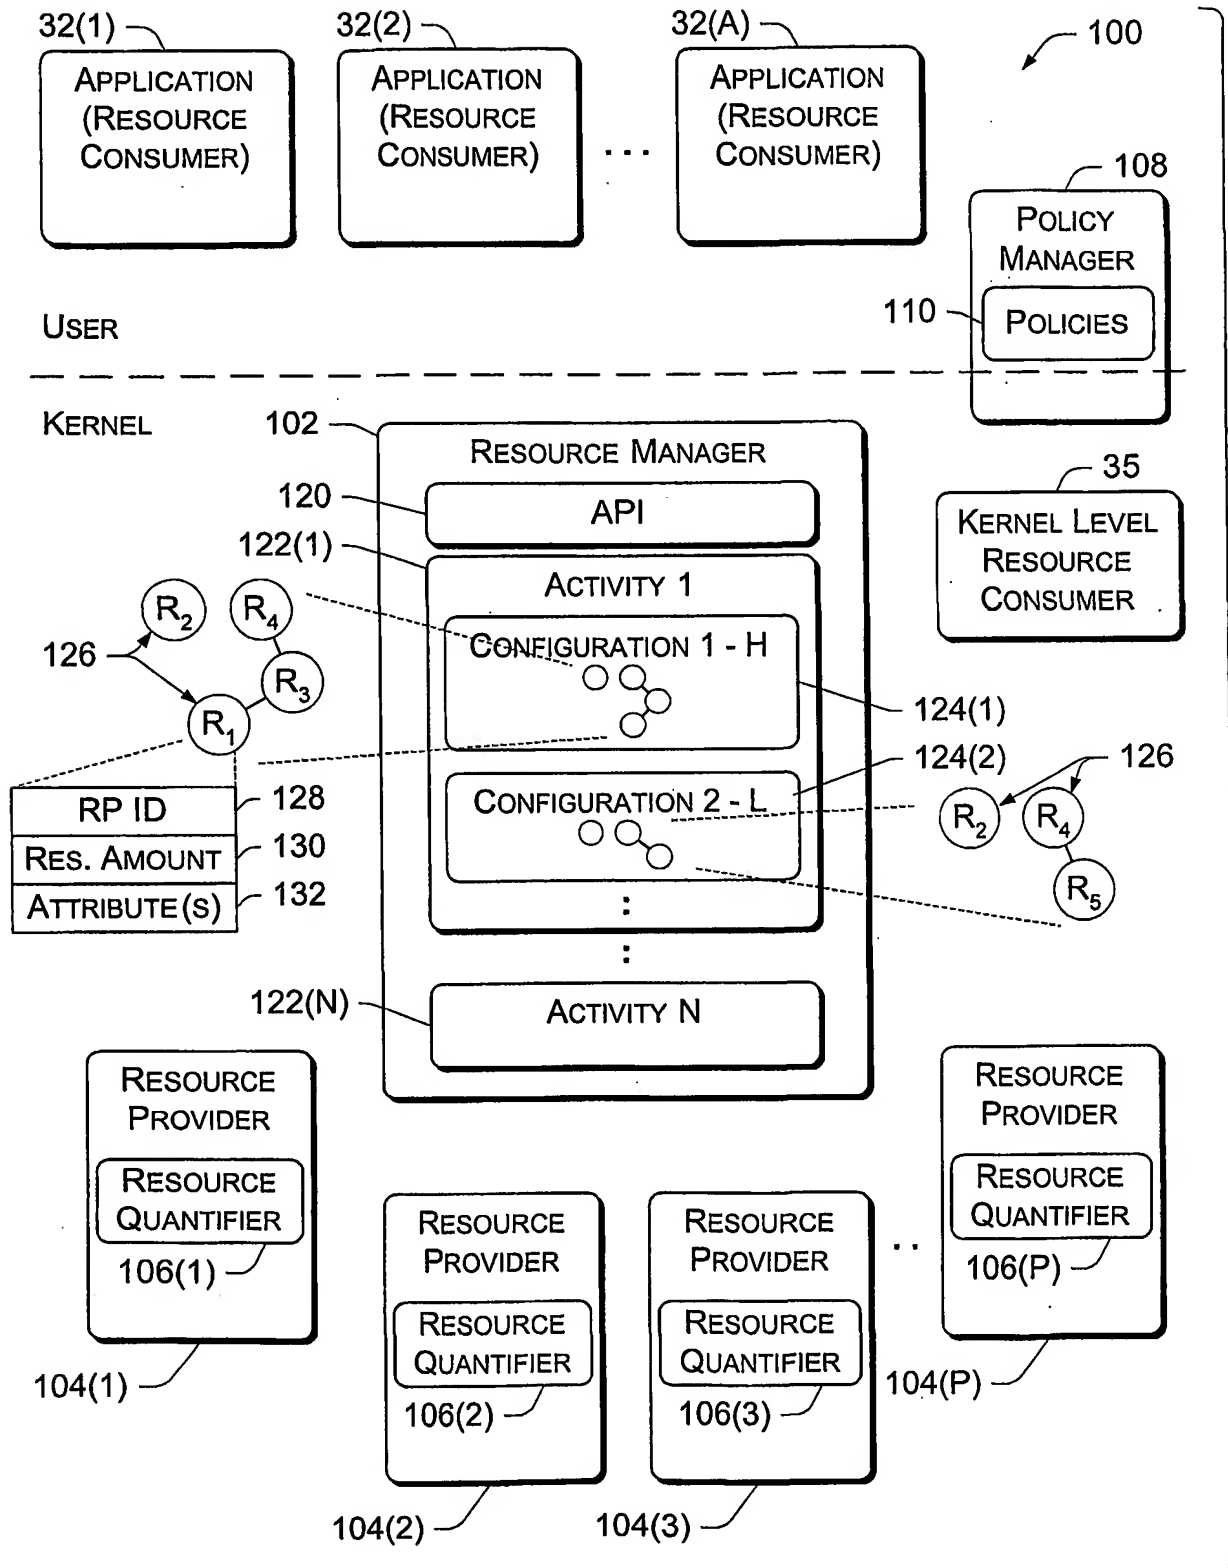 32(1)
32(2)
32(A)
100
APPLICATION
(RESOURCE
CONSUMER)
APPLICATION
(RESOURCE
CONSUMER)
. . .
APPLICATION
(RESOURCE
CONSUMER)
108
POLICY
MANAGER
110
POLICIES
USER
KERNEL
102
RESOURCE MANAGER
35
KERNEL LEVEL
RESOURCE
CONSUMER
120
API
122(1)
ACTIVITY 1
R2
R4
126
R3
R1
CONFIGURATION 1 - H
124(1)
124(2)
126
CONFIGURATION 2 - L
R2
R4
R5
RP ID
128
RES. AMOUNT
130
ATTRIBUTE(S)
132
122(N)
ACTIVITY N
RESOURCE
PROVIDER
RESOURCE
QUANTIFIER
106(1)
104(1)
RESOURCE
PROVIDER
RESOURCE
QUANTIFIER
106(2)
104(2)
RESOURCE
PROVIDER
RESOURCE
QUANTIFIER
106(3)
104(3)
. .
RESOURCE
PROVIDER
RESOURCE
QUANTIFIER
106(P)
104(P)